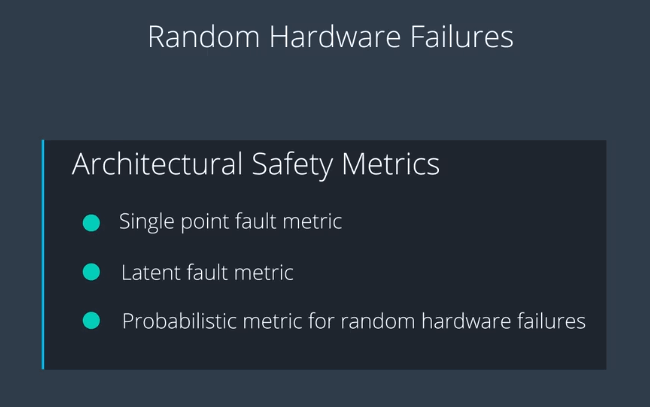 Random Hardware Failures
Architectural Safety Metrics
Single point fault metric
Latent fault metric
Probabilistic metric for random hardware failures